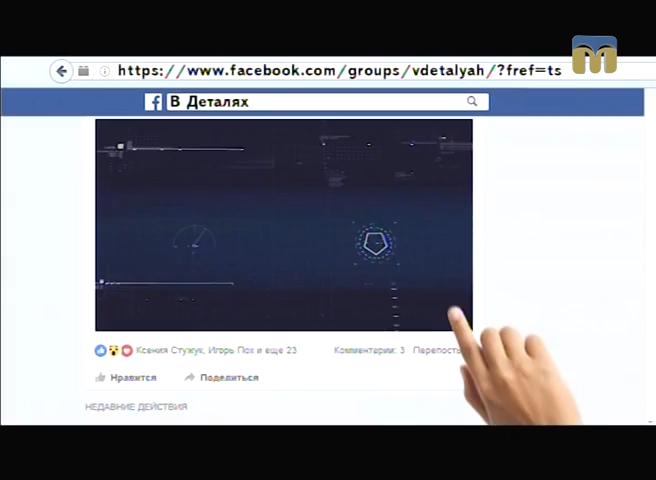 https://www.facebook.com/groups/vdetalyah/?fref=ts
В Деталях
Ксения Стужук, Игорь Пох и еще 23 Комментарии: 3
Нравится Поделиться
НЕДАВНИЕ ДЕЙСТВИЯ